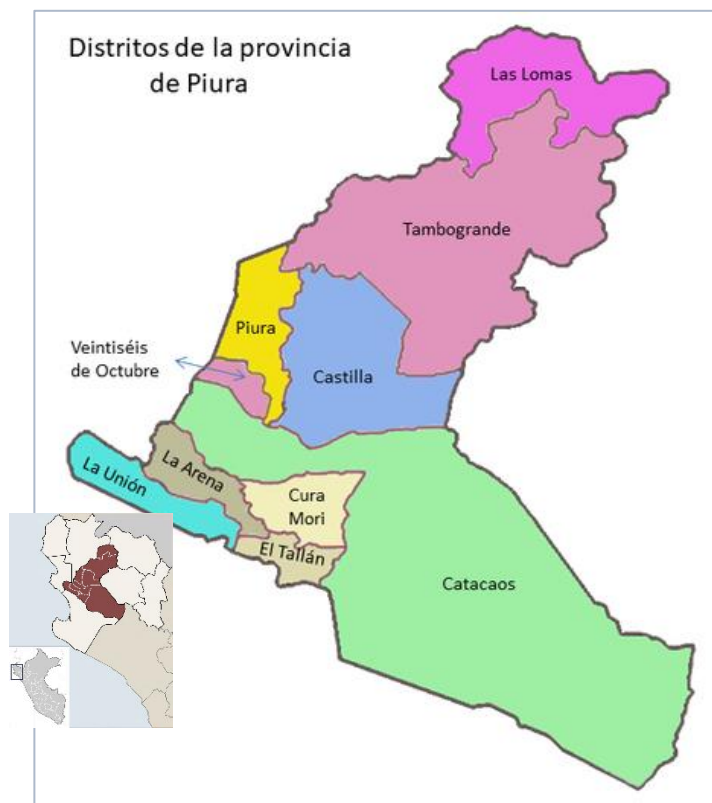 Distritos de la provincia
de Piura
Las Lomas
Tambogrande
Piura
Veintiséis
de Octubre
Castilla
La Unión
La Arena
Cura
Mori
El Tallán
Catacaos